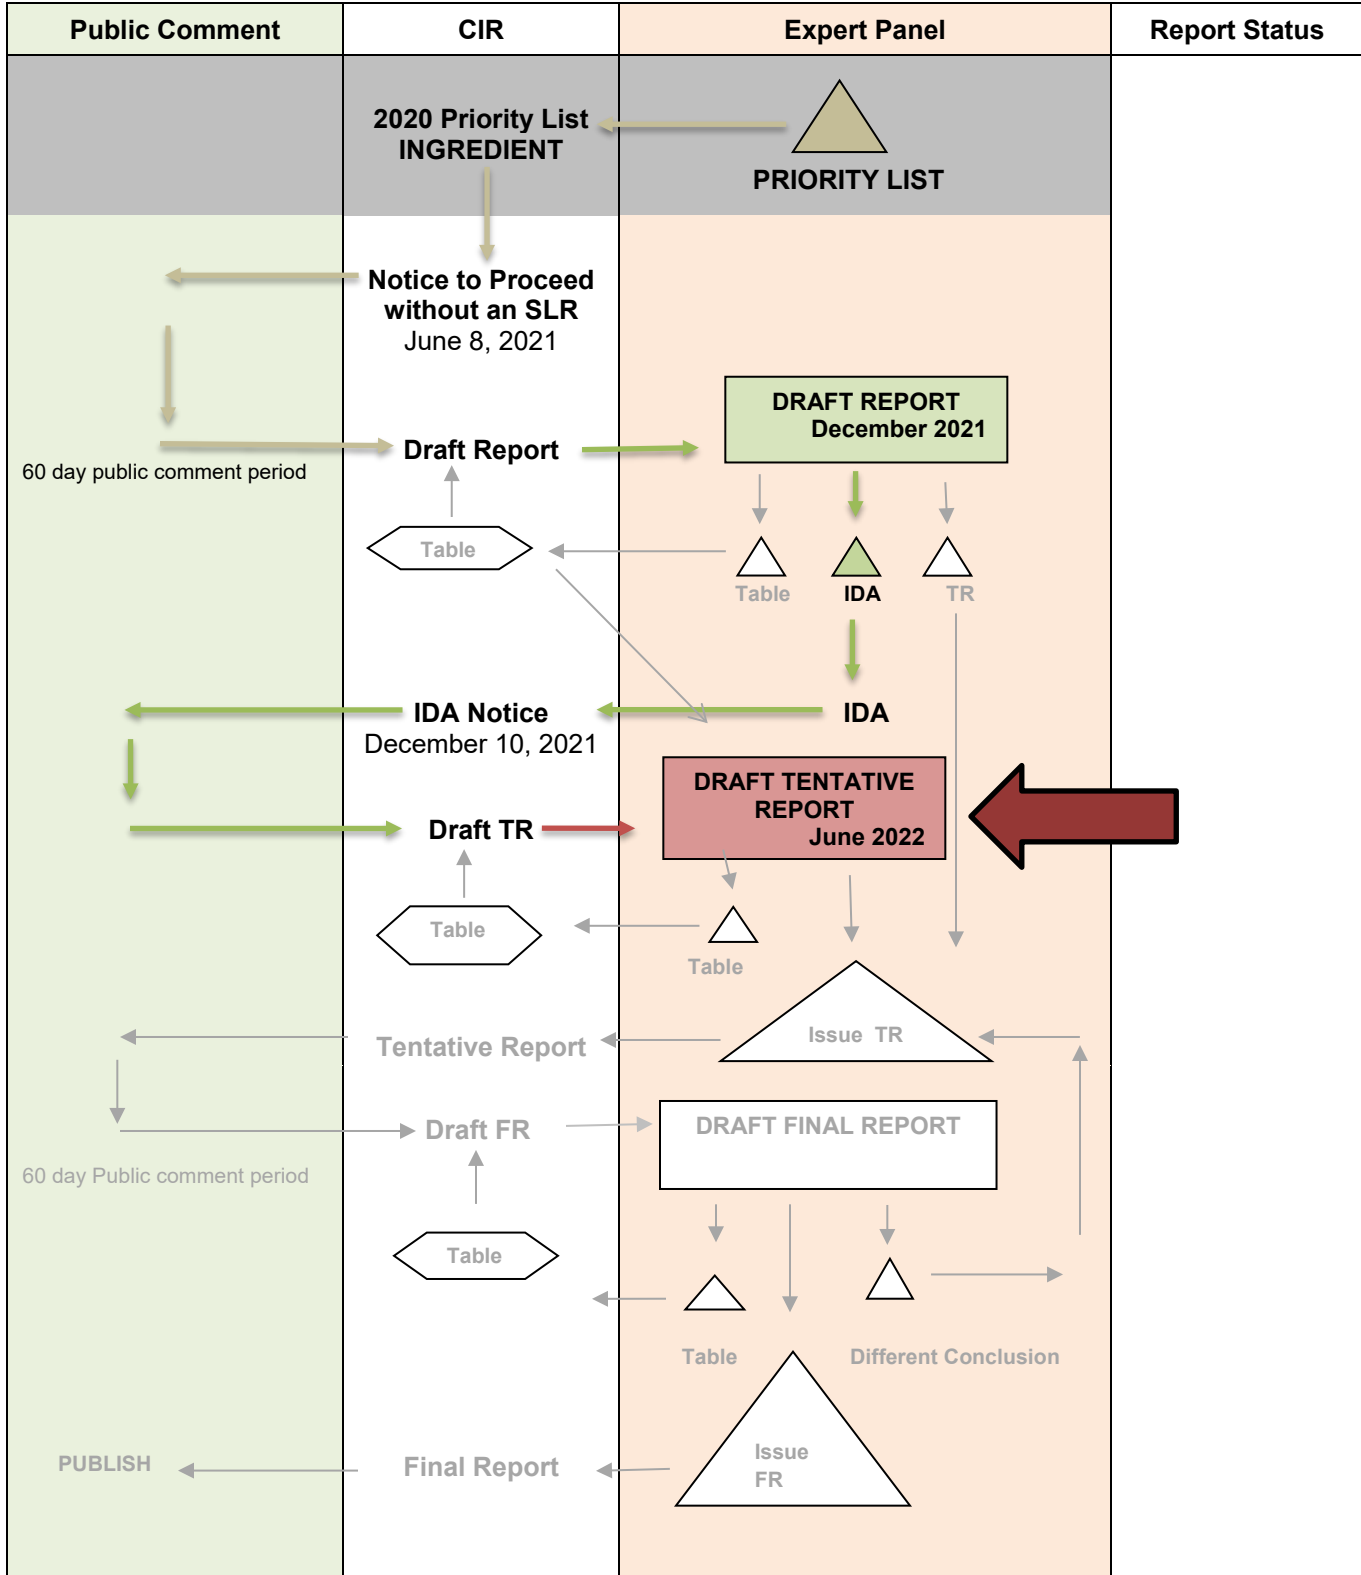 Public Comment
CIR
Expert Panel
Report Status
2020 Priority List
INGREDIENT
PRIORITY LIST
Notice to Proceed
without an SLR
June 8, 2021
DRAFT REPORT
December 2021
Draft Report
60 day public comment period
Table
Table
IDA
TR
IDA Notice
December 10, 2021
IDA
DRAFT TENTATIVE
REPORT
June 2022
Draft TR
Table
Table
Issue TR
Tentative Report
Draft FR
DRAFT FINAL REPORT
60 day Public comment period
Table
Table
Different Conclusion
Issue
FR
PUBLISH
Final Report